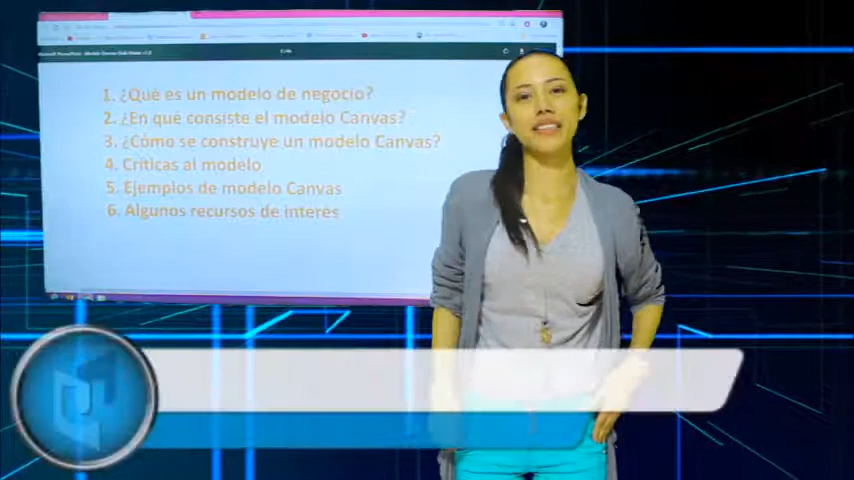 1. ¿Qué es un modelo de negocio?
2. ¿En qué consiste el modelo Canvas?
3. ¿Cómo se construye un modelo Canvas?
4. Críticas al modelo
5. Ejemplos de modelo Canvas
6. Algunos recursos de interés